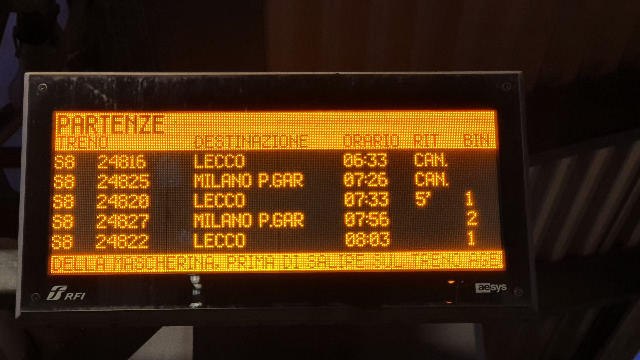 PARTENZE
TRENO DESTINAZIONE ORARIO RIT BIN
S8 24816 LECCO 06:33 CAN.
S8 24825 MILANO P.GAR 07:26 CAN.
S8 24820 LECCO 07:33 5' 1
S8 24827 MILANO P.GAR 07:56 2
S8 24822 LECCO 08:03 1
DELLA MASCHERINA. PRIMA DI SALIRE SUL TRENO AGE
RFI aesys